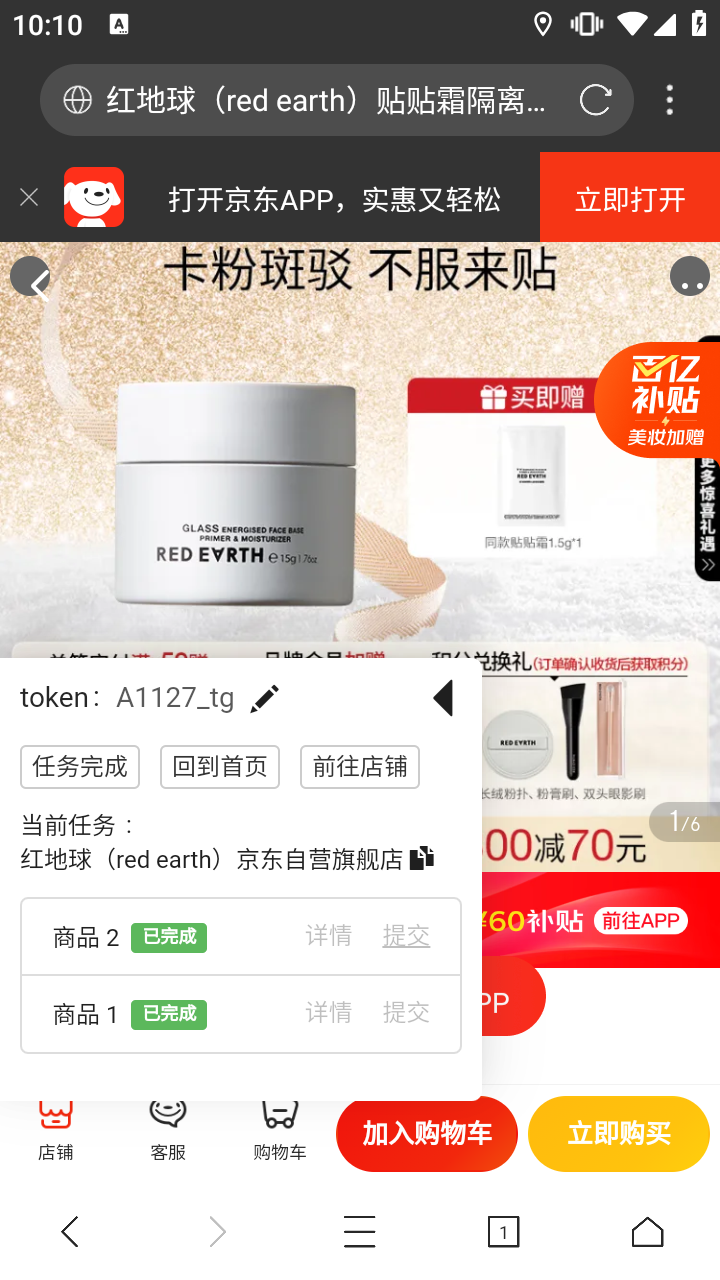 10:10
A
红地球（red earth）贴贴霜隔离...
打开京东APP，实惠又轻松
立即打开
卡粉斑驳 不服来贴
百亿
补贴
美妆加赠
买即赠
RED EVRTH
同款贴贴霜1.5g*1
更多惊喜礼遇
GLASS ENERGISED FACE BASE
PRIMER & MOISTURIZER
RED EVRTH e15g | .76oz
积分兑换礼(订单确认收货后获取积分)
token：A1127_tg
任务完成
回到首页
前往店铺
RED EVRTH
长绒粉扑、粉膏刷、双头眼影刷
1/6
当前任务：
红地球（red earth）京东自营旗舰店
00减70元
商品 2 已完成 详情 提交
¥60补贴 前往APP
商品 1 已完成 详情 提交
PP
店铺
客服
购物车
加入购物车
立即购买
1